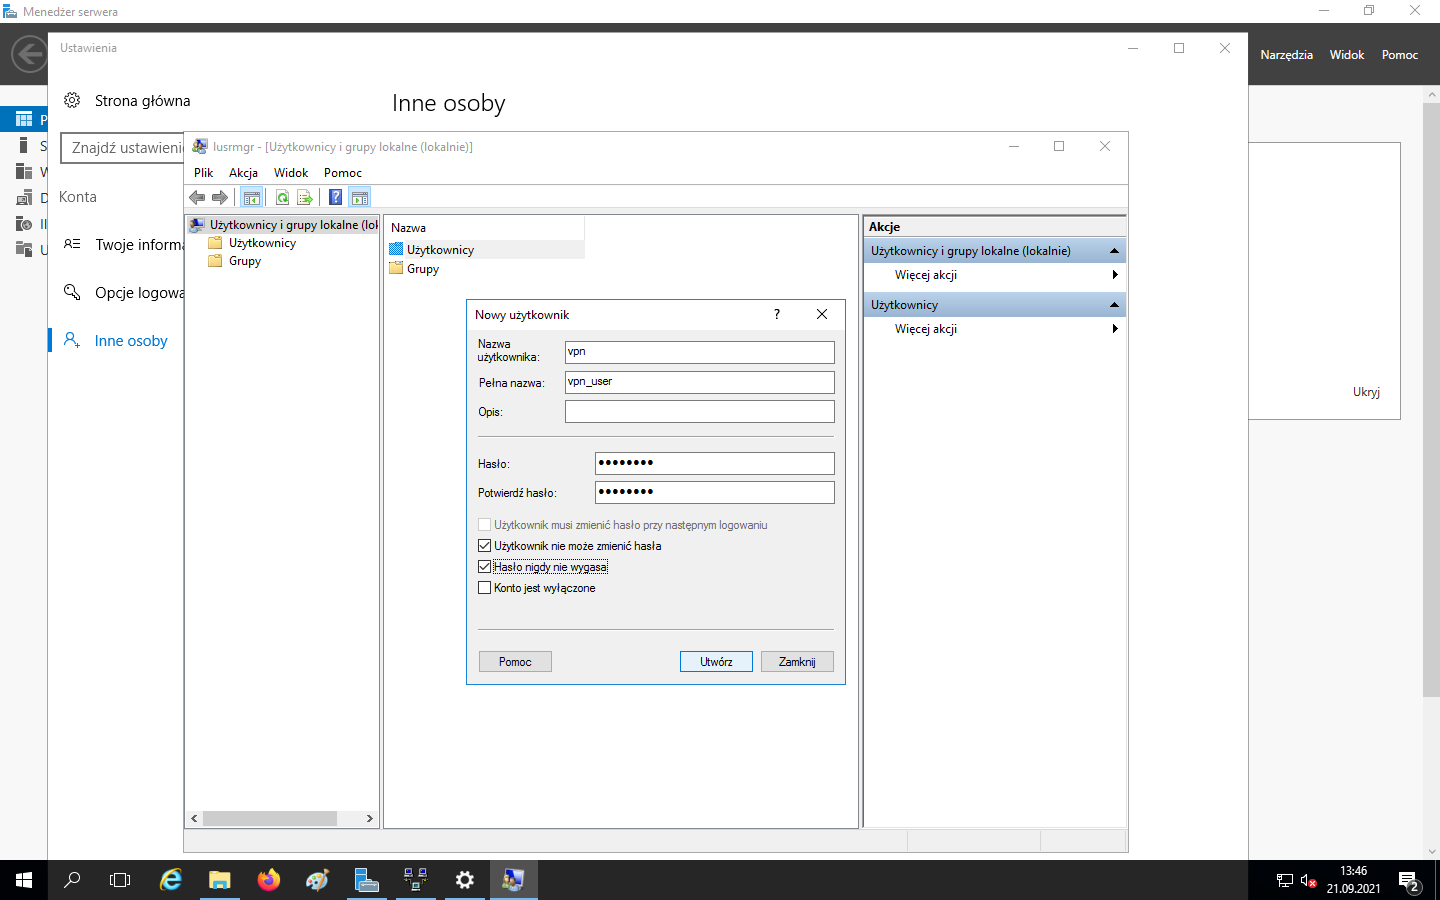 Menedżer serwera
Ustawienia
Narzędzia
Widok
Pomoc
Strona główna
Inne osoby
P
S
W
D
U
Znajdź ustawieni
Konta
Twoje informa
Opcje logowa
Inne osoby
lusrmgr - [Użytkownicy i grupy lokalne (lokalnie)]
Plik
Akcja
Widok
Pomoc
Użytkownicy i grupy lokalne (lok
Użytkownicy
Grupy
Nazwa
Użytkownicy
Grupy
Akcje
Użytkownicy i grupy lokalne (lokalnie)
Więcej akcji
Użytkownicy
Więcej akcji
Ukryj
Nowy użytkownik
?
Nazwa
użytkownika:
vpn
Pełna nazwa:
vpn_user
Opis:
Hasło:
••••••••
Potwierdź hasło:
••••••••
Użytkownik musi zmienić hasło przy następnym logowaniu
Użytkownik nie może zmienić hasła
Hasło nigdy nie wygasa
Konto jest wyłączone
Pomoc
Utwórz
Zamknij
13:46
21.09.2021
2